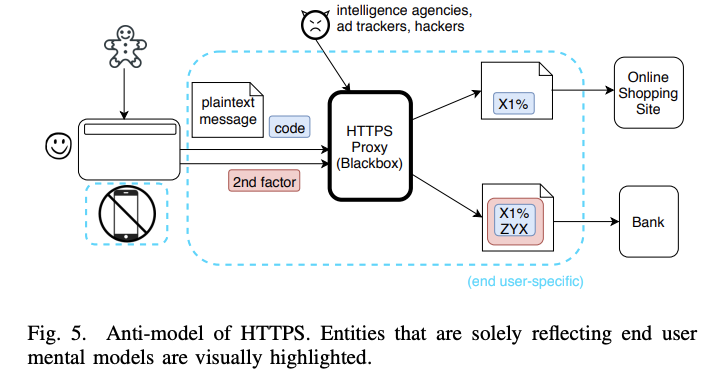 intelligence agencies,
ad trackers, hackers
plaintext
message
code
2nd factor
HTTPS
Proxy
(Blackbox)
X1%
Online
Shopping
Site
X1%
ZYX
Bank
(end user-specific)
Fig. 5. Anti-model of HTTPS. Entities that are solely reflecting end user
mental models are visually highlighted.